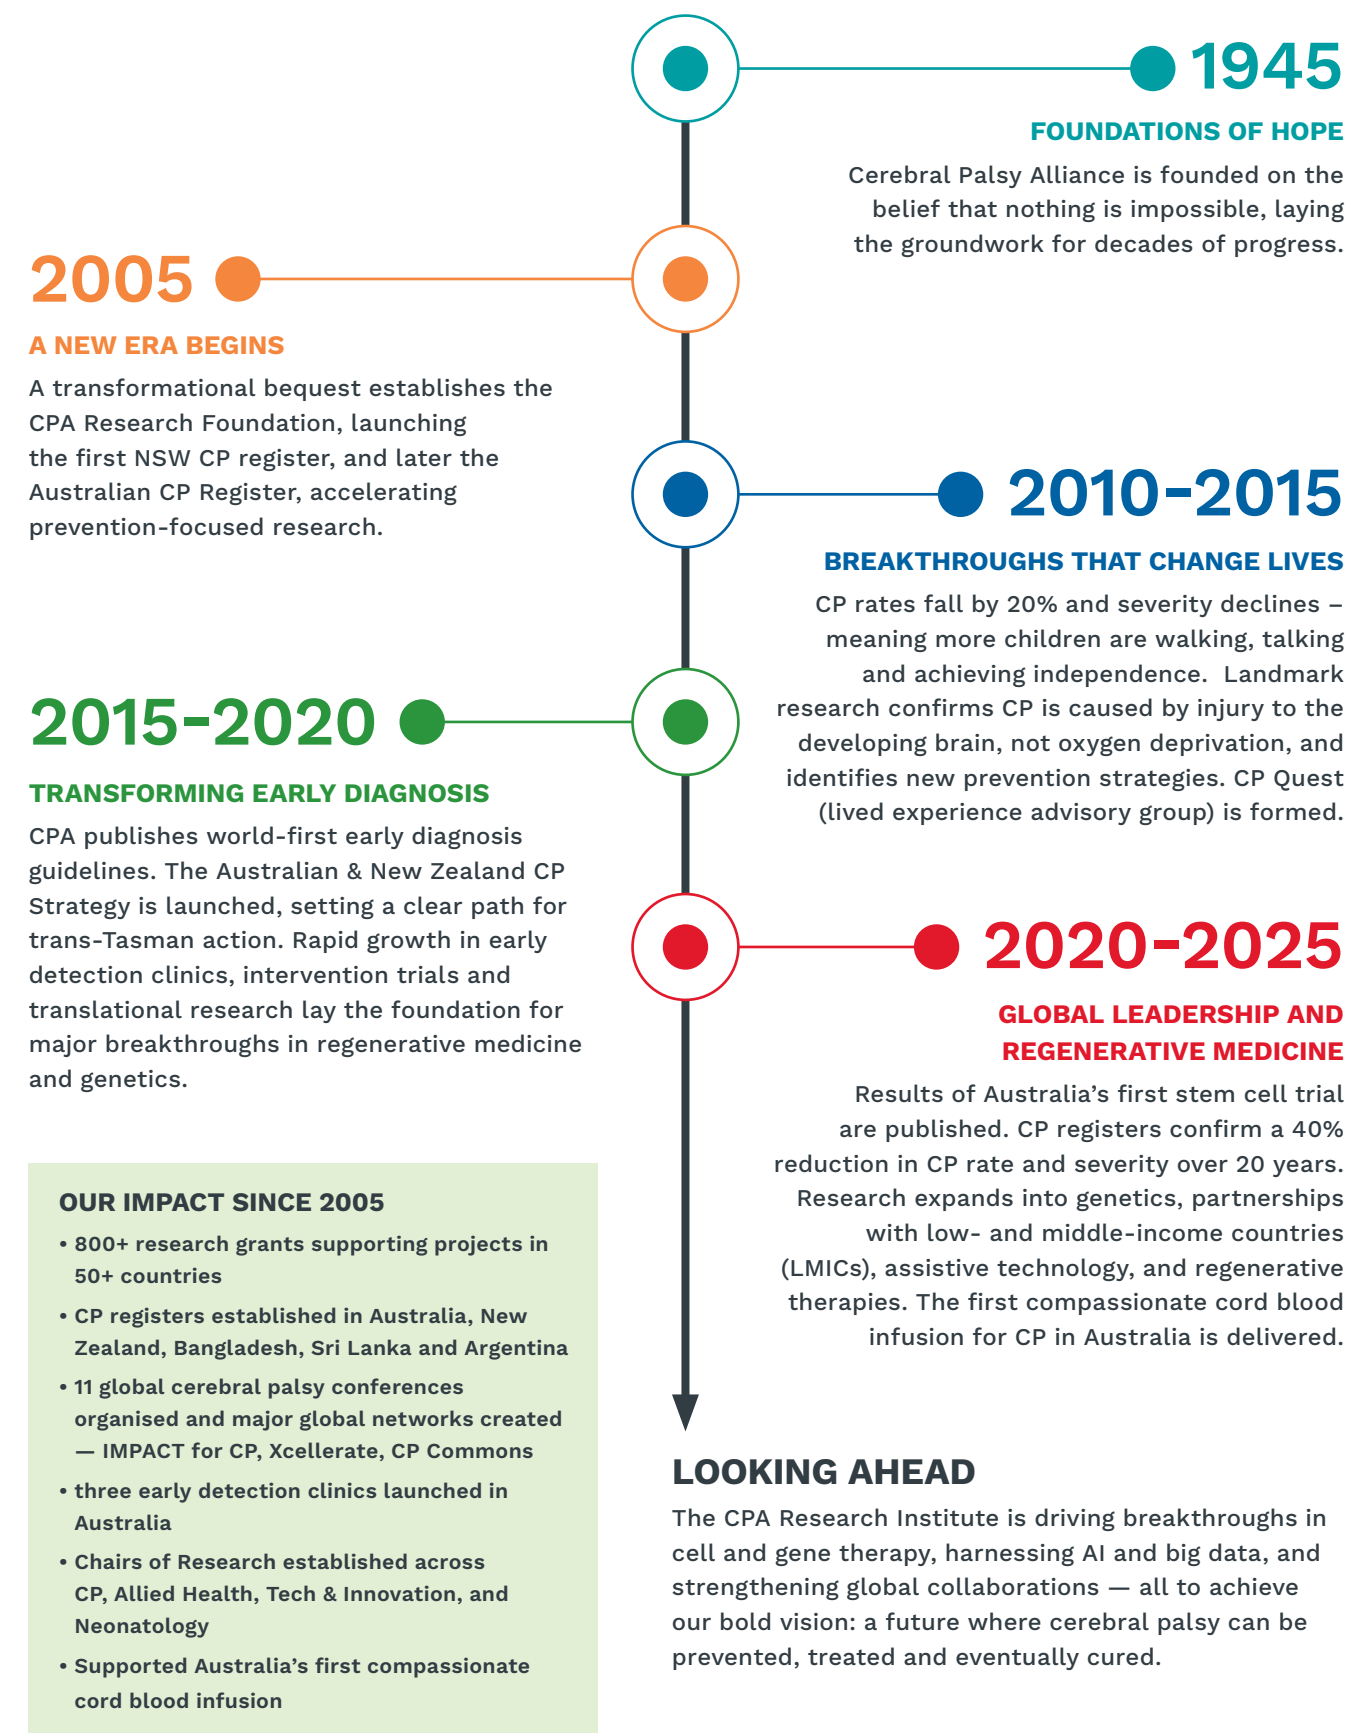 1945
FOUNDATIONS OF HOPE
Cerebral Palsy Alliance is founded on the
belief that nothing is impossible, laying
the groundwork for decades of progress.
2005
A NEW ERA BEGINS
A transformational bequest establishes the
CPA Research Foundation, launching
the first NSW CP register, and later the
Australian CP Register, accelerating
prevention-focused research.
2010-2015
BREAKTHROUGHS THAT CHANGE LIVES
CP rates fall by 20% and severity declines –
meaning more children are walking, talking
and achieving independence.  Landmark
research confirms CP is caused by injury to the
developing brain, not oxygen deprivation, and
identifies new prevention strategies. CP Quest
(lived experience advisory group) is formed.
2015-2020
TRANSFORMING EARLY DIAGNOSIS
CPA publishes world-first early diagnosis
guidelines. The Australian & New Zealand CP
Strategy is launched, setting a clear path for
trans-Tasman action. Rapid growth in early
detection clinics, intervention trials and
translational research lay the foundation for
major breakthroughs in regenerative medicine
and genetics.
2020-2025
GLOBAL LEADERSHIP AND
REGENERATIVE MEDICINE
Results of Australia’s first stem cell trial
are published. CP registers confirm a 40%
reduction in CP rate and severity over 20 years.
Research expands into genetics, partnerships
with low- and middle-income countries
(LMICs), assistive technology, and regenerative
therapies. The first compassionate cord blood
infusion for CP in Australia is delivered.
OUR IMPACT SINCE 2005
• 800+ research grants supporting projects in
50+ countries
• CP registers established in Australia, New
Zealand, Bangladesh, Sri Lanka and Argentina
• 11 global cerebral palsy conferences
organised and major global networks created
— IMPACT for CP, Xcellerate, CP Commons
• three early detection clinics launched in
Australia
• Chairs of Research established across
CP, Allied Health, Tech & Innovation, and
Neonatology
• Supported Australia’s first compassionate
cord blood infusion
LOOKING AHEAD
The CPA Research Institute is driving breakthroughs in
cell and gene therapy, harnessing AI and big data, and
strengthening global collaborations — all to achieve
our bold vision: a future where cerebral palsy can be
prevented, treated and eventually cured.